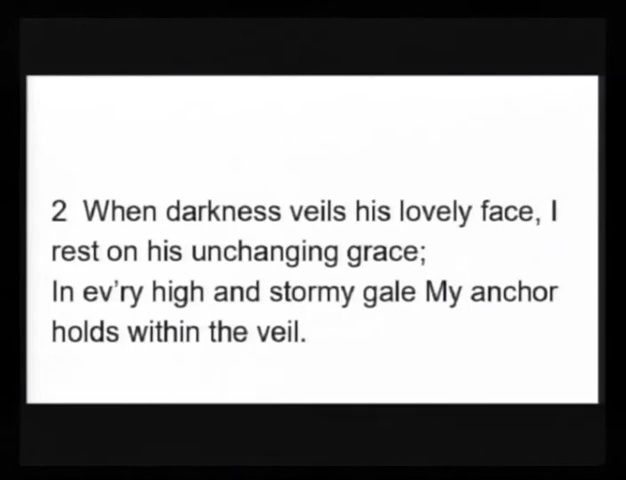 2 When darkness veils his lovely face, I
rest on his unchanging grace;
In ev'ry high and stormy gale My anchor
holds within the veil.